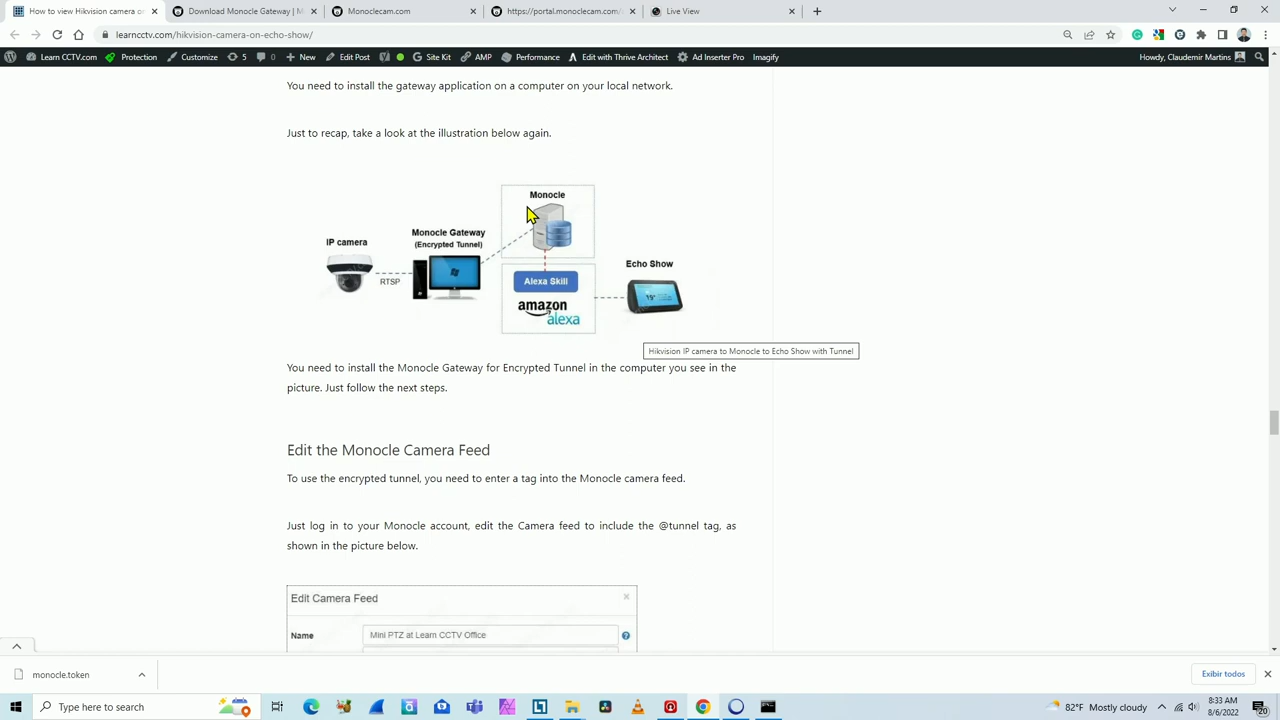 How to view Hikvision camera o
Download Monocle Gateway | M
Monoclecam.com
https://portal.monoclecam.com/
Live View
learncctv.com/hikvision-camera-on-echo-show/
Learn CCTV.com
Protection
Customize
5
0
New
Edit Post
Site Kit
AMP
Performance
Edit with Thrive Architect
Ad Inserter Pro
Imagify
Howdy, Claudemir Martins
You need to install the gateway application on a computer on your local network.
Just to recap, take a look at the illustration below again.
Monocle
IP camera
Monocle Gateway
(Encrypted Tunnel)
RTSP
Alexa Skill
amazon
alexa
Echo Show
15°
Hikvision IP camera to Monocle to Echo Show with Tunnel
You need to install the Monocle Gateway for Encrypted Tunnel in the computer you see in the
picture. Just follow the next steps.
Edit the Monocle Camera Feed
To use the encrypted tunnel, you need to enter a tag into the Monocle camera feed.
Just log in to your Monocle account, edit the Camera feed to include the @tunnel tag, as
shown in the picture below.
Edit Camera Feed
Name
Mini PTZ at Learn CCTV Office
monocle.token
Exibir todos
Type here to search
82°F Mostly cloudy
8:33 AM
8/6/2022
20